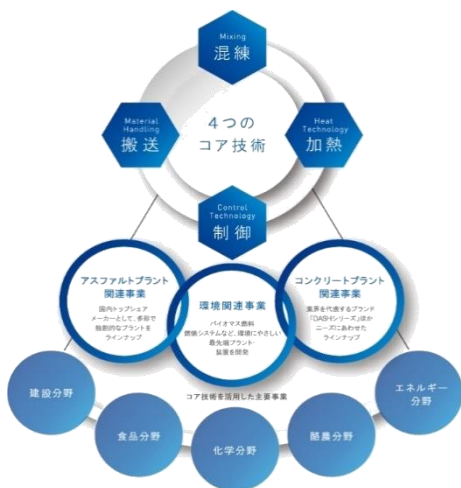 Mixing
混練
4つの
コア技術
Material
Handling
搬送
Heat
Technology
加熱
Control
Technology
制御
アスファルトプラント
関連事業
国内トップシェア
メーカーとして、多彩で
独創的なプラントを
ラインナップ
環境関連事業
バイオマス燃料
燃焼システムなど、環境にやさしい
最先端プラント・
装置を開発
コンクリートプラント
関連事業
業界を代表するブランド
「DASHシリーズ」ほか
ニーズにあわせた
ラインナップ
コア技術を活用した主要事業
建設分野
食品分野
化学分野
酪農分野
エネルギー
分野